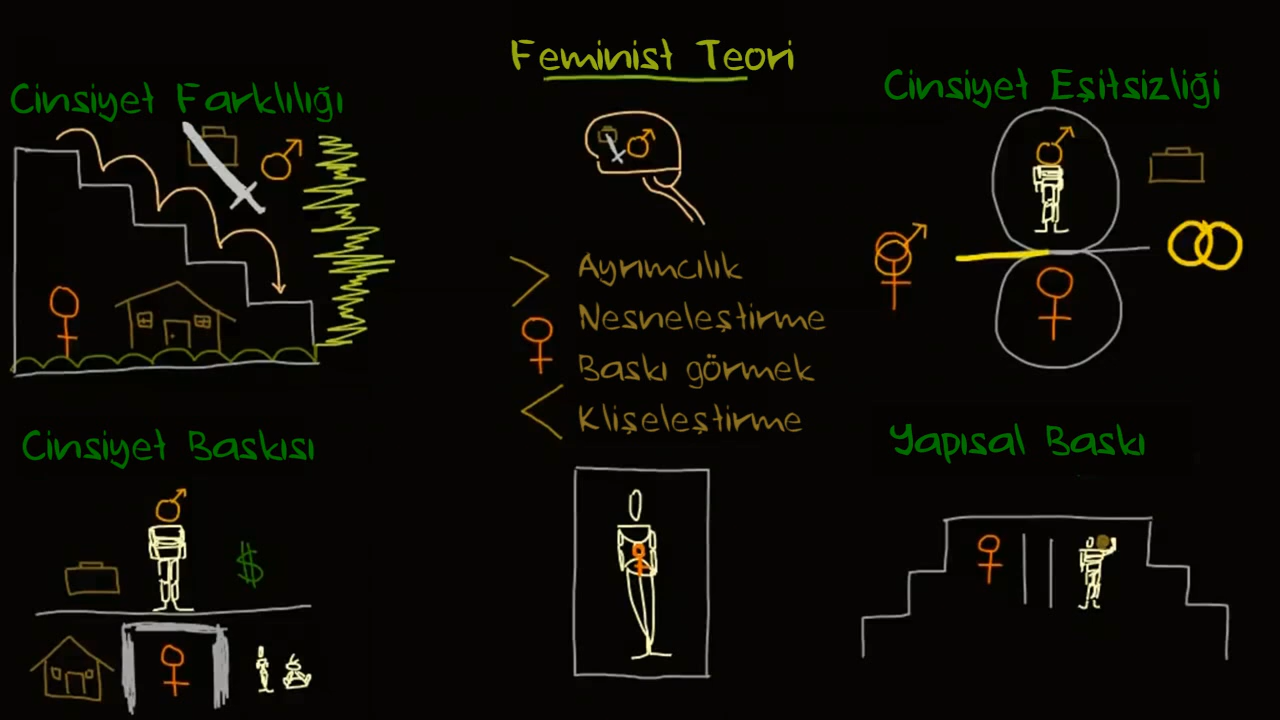 Feminist Teori
Cinsiyet Farklılığı
Cinsiyet Eşitsizliği
Ayrımcılık
Nesneleştirme
Baskı görmek
Klişeleştirme
Cinsiyet Baskısı
$
Yapısal Baskı